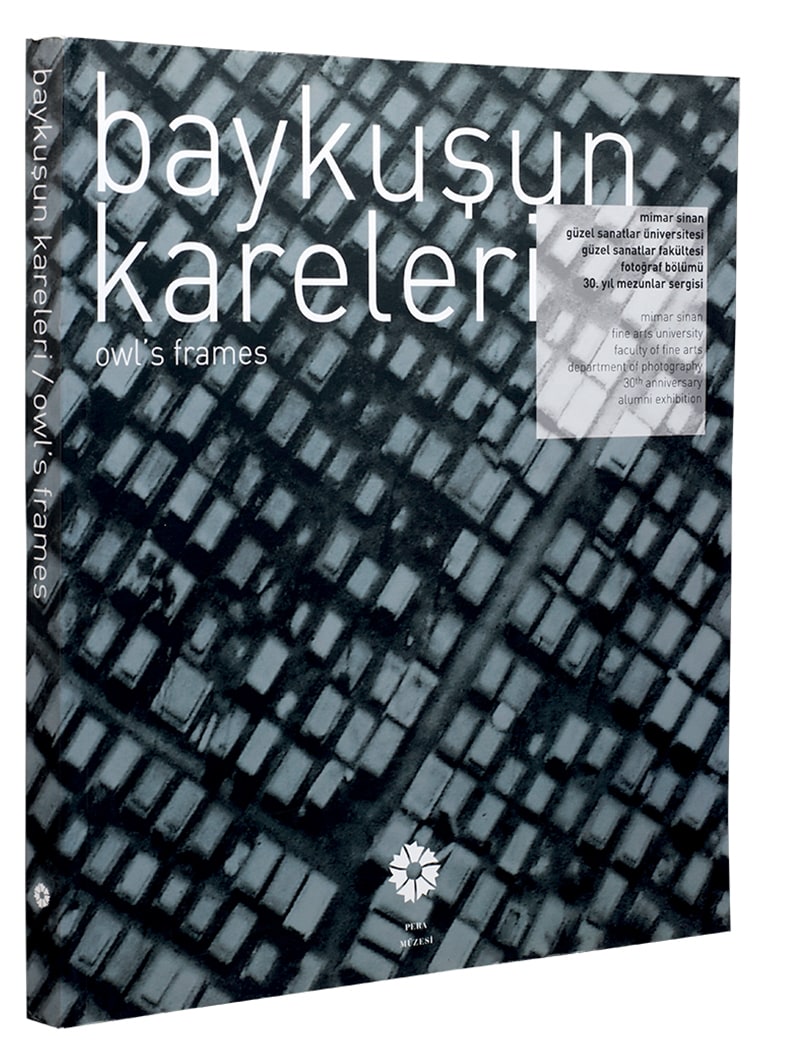 baykuşun kareleri / owl's frames
baykuşun
kareleri
owl's frames
mimar sinan
güzel sanatlar üniversitesi
güzel sanatlar fakültesi
fotoğraf bölümü
30. yıl mezunlar sergisi
mimar sinan
fine arts university
faculty of fine arts
department of photography
30th anniversary
alumni exhibition
PERA
MÜZESİ